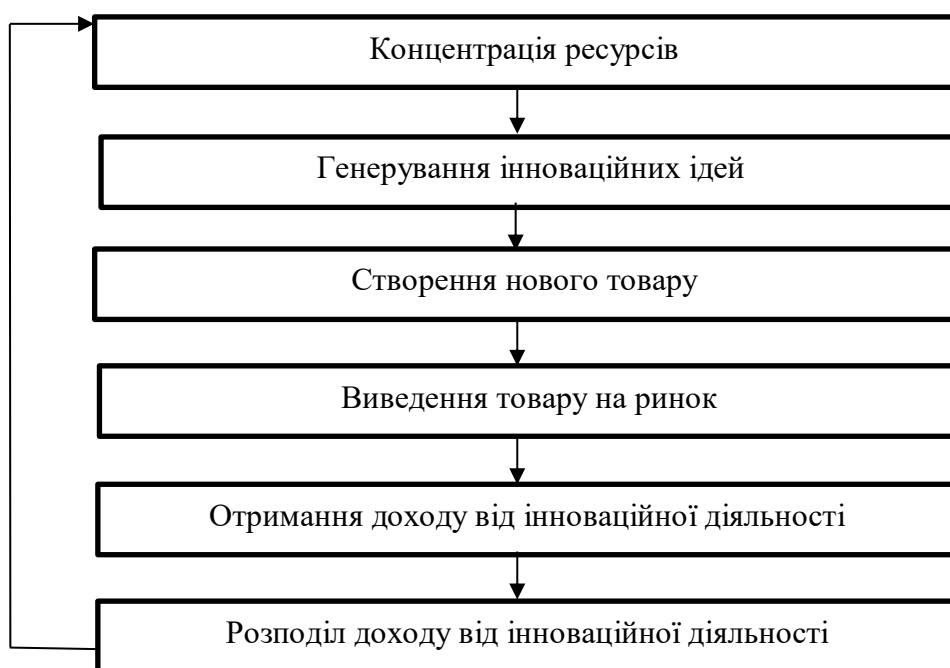 Концентрація ресурсів
Генерування інноваційних ідей
Створення нового товару
Виведення товару на ринок
Отримання доходу від інноваційної діяльності
Розподіл доходу від інноваційної діяльності